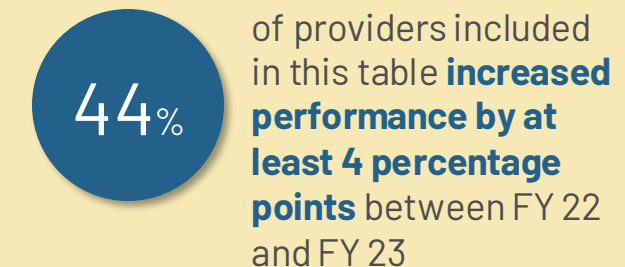 44%
of providers included
in this table increased
performance by at
least 4 percentage
points between FY 22
and FY 23